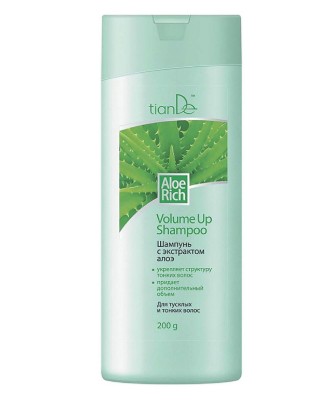 tianDe™
Aloe
Rich
Volume Up
Shampoo
Шампунь
с экстрактом
алоэ
• укрепляет структуру
тонких волос
• придает
дополнительный
объем
Для тусклых
и тонких волос
200 g